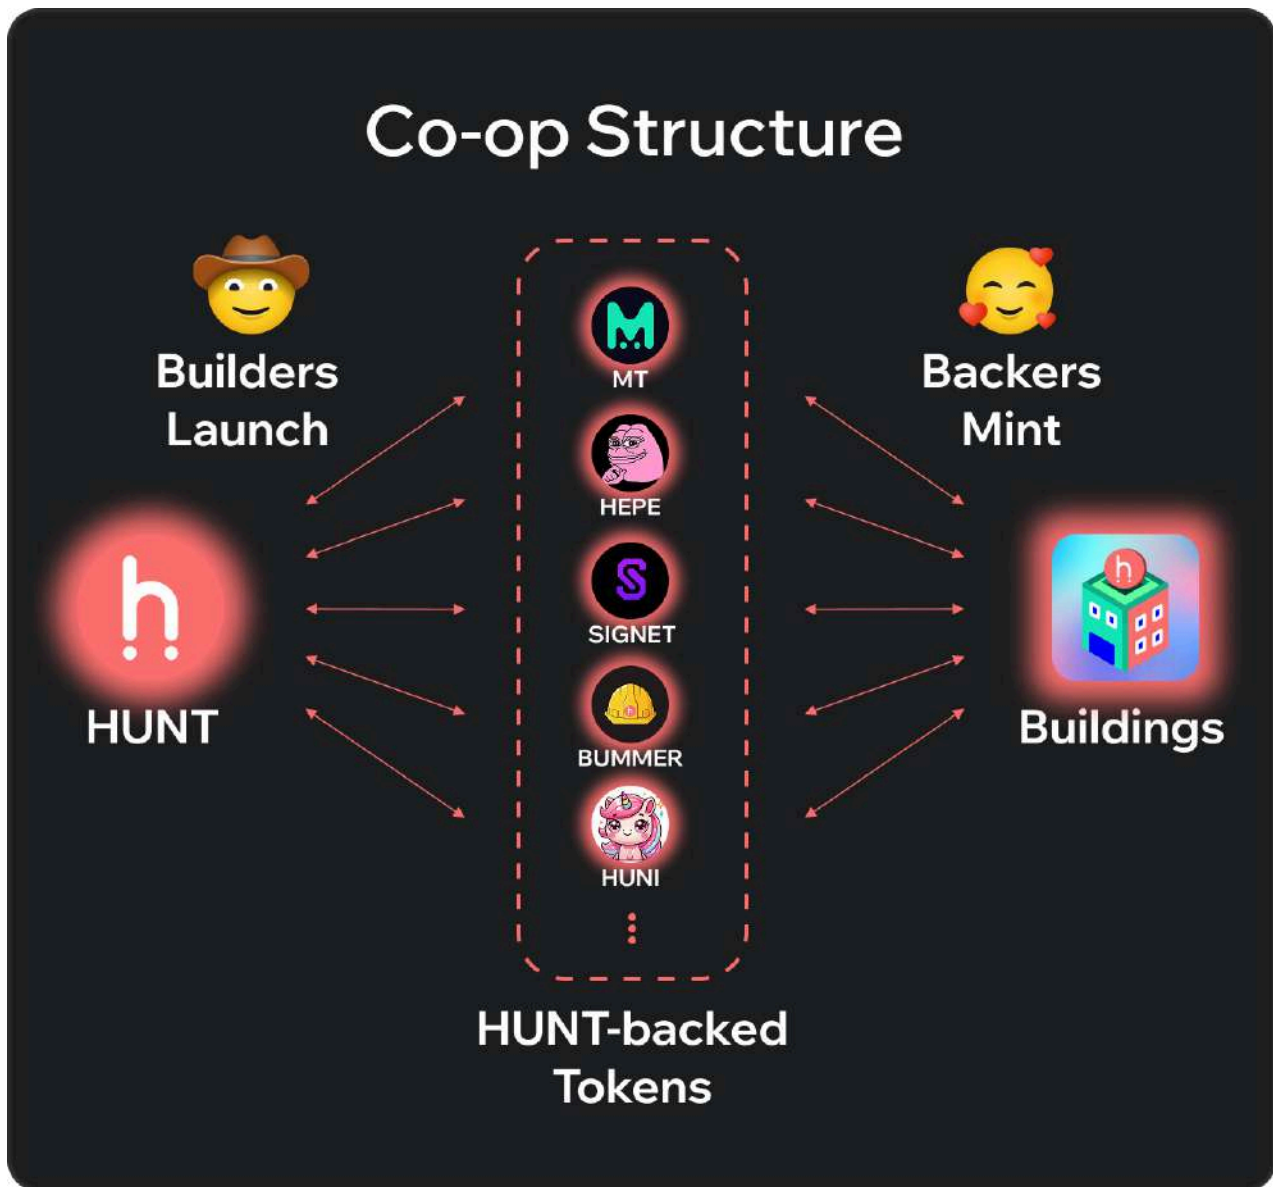 Co-op Structure
Builders
Launch
HUNT
MT
HEPE
SIGNET
BUMMER
HUNI
HUNT-backed
Tokens
Backers
Mint
Buildings